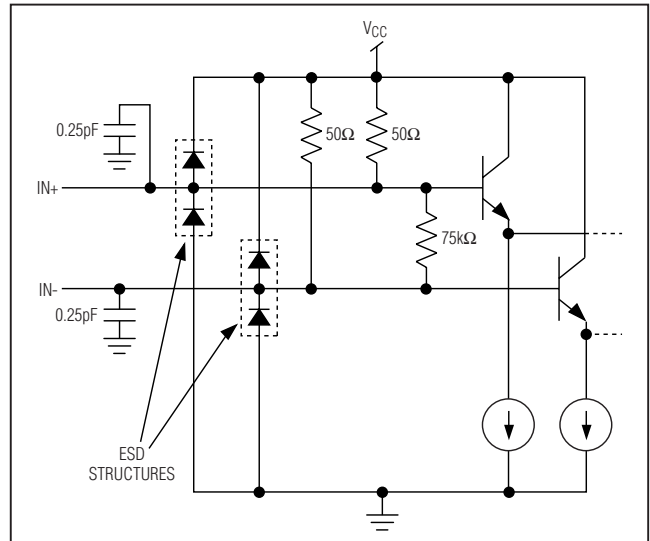 VCC
0.25pF
50Ω
50Ω
IN+
75kΩ
IN-
0.25pF
ESD
STRUCTURES